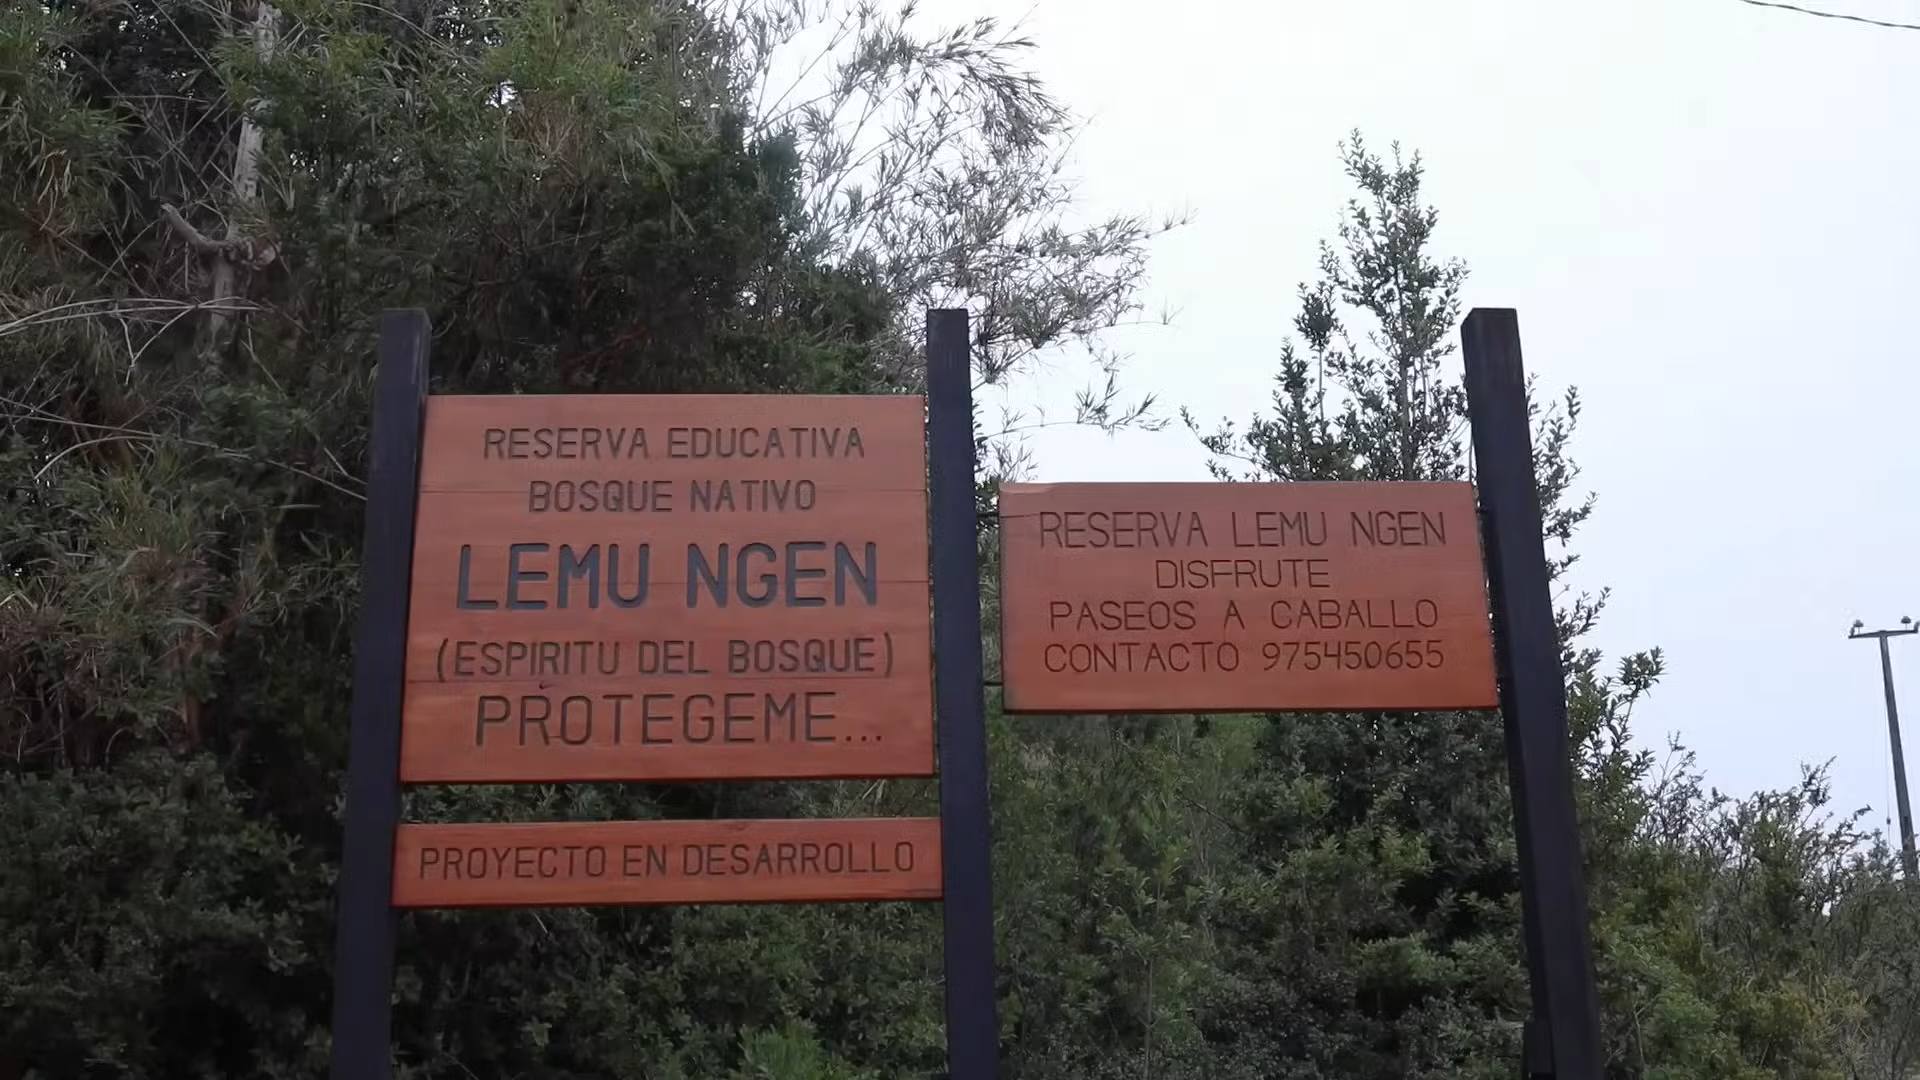 RESERVA EDUCATIVA
BOSQUE NATIVO
LEMU NGEN
(ESPIRITU DEL BOSQUE)
PROTEGEME...
PROYECTO EN DESARROLLO
RESERVA LEMU NGEN
DISFRUTE
PASEOS A CABALLO
CONTACTO 975450655